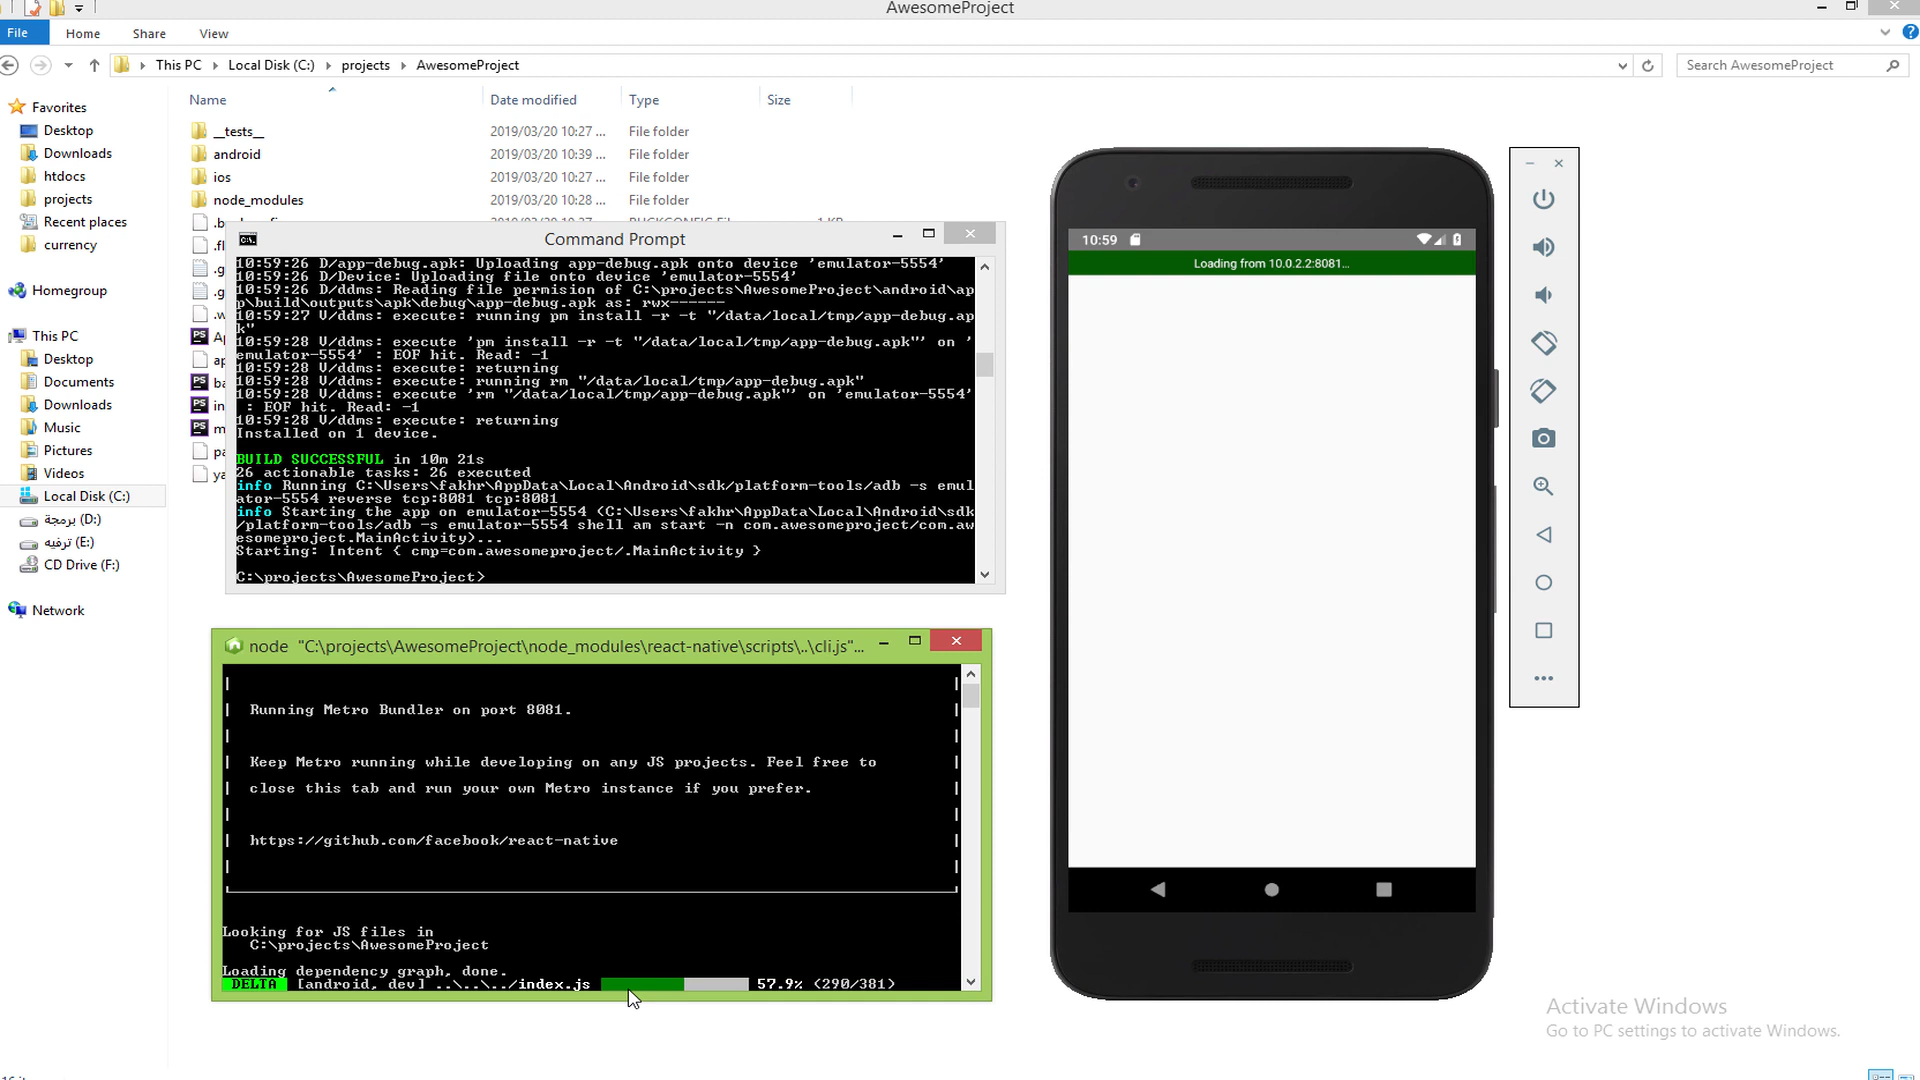 AwesomeProject
File
Home
Share
View
This PC
Local Disk (C:)
projects
AwesomeProject
Search AwesomeProject
Name
Date modified
Type
Size
Favorites
Desktop
Downloads
htdocs
projects
Recent places
currency
Homegroup
This PC
Desktop
Documents
Downloads
Music
Pictures
Videos
Local Disk (C:)
برمجة (D:)
ترفيه (E:)
CD Drive (F:)
Network
__tests__ 2019/03/20 10:27 ... File folder
android 2019/03/20 10:39 ... File folder
ios 2019/03/20 10:27 ... File folder
node_modules 2019/03/20 10:28 ... File folder
Command Prompt
10:59:26 D/app-debug.apk: Uploading app-debug.apk onto device 'emulator-5554'
10:59:26 D/Device: Uploading file onto device 'emulator-5554'
10:59:26 D/ddms: Reading file permision of C:\projects\AwesomeProject\android\ap
p\build\outputs\apk\debug\app-debug.apk as: rwx------
10:59:27 V/ddms: execute: running pm install -r -t "/data/local/tmp/app-debug.ap
k"
10:59:28 V/ddms: execute 'pm install -r -t "/data/local/tmp/app-debug.apk"' on '
emulator-5554' : EOF hit. Read: -1
10:59:28 V/ddms: execute: returning
10:59:28 V/ddms: execute: running rm "/data/local/tmp/app-debug.apk"
10:59:28 V/ddms: execute 'rm "/data/local/tmp/app-debug.apk"' on 'emulator-5554'
: EOF hit. Read: -1
10:59:28 V/ddms: execute: returning
Installed on 1 device.
BUILD SUCCESSFUL in 10m 21s
26 actionable tasks: 26 executed
info Running C:\Users\fakhr\AppData\Local\Android\sdk/platform-tools/adb -s emul
ator-5554 reverse tcp:8081 tcp:8081
info Starting the app on emulator-5554 (C:\Users\fakhr\AppData\Local\Android\sdk
/platform-tools/adb -s emulator-5554 shell am start -n com.awesomeproject/com.aw
esomeproject.MainActivity)...
Starting: Intent { cmp=com.awesomeproject/.MainActivity }
C:\projects\AwesomeProject>
node "C:\projects\AwesomeProject\node_modules\react-native\scripts\..\cli.js"...
Running Metro Bundler on port 8081.
Keep Metro running while developing on any JS projects. Feel free to
close this tab and run your own Metro instance if you prefer.
https://github.com/facebook/react-native
Looking for JS files in
C:\projects\AwesomeProject
Loading dependency graph, done.
DELTA [android, dev] ..\..\../index.js 57.9% (290/381)
10:59
Loading from 10.0.2.2:8081...
Activate Windows
Go to PC settings to activate Windows.